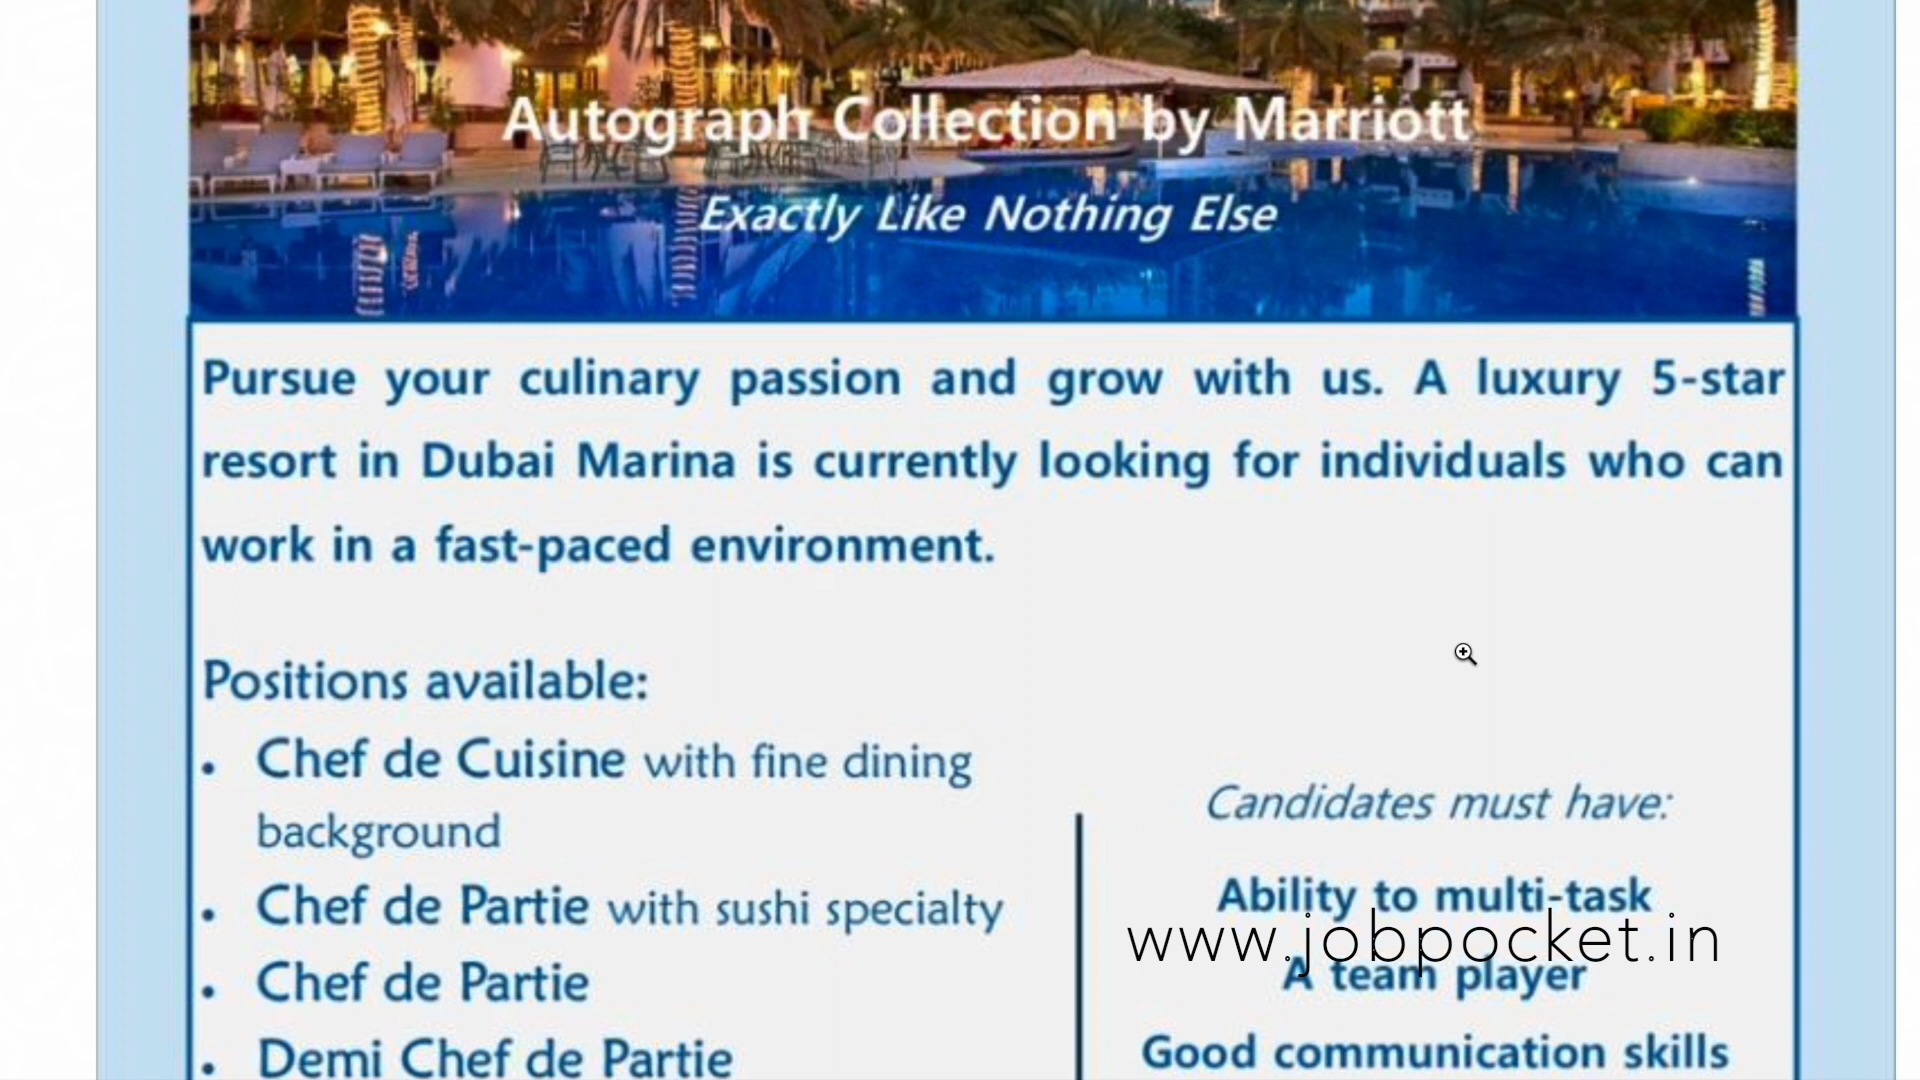 Autograph Collection by Marriott
Exactly Like Nothing Else
Pursue your culinary passion and grow with us. A luxury 5-star
resort in Dubai Marina is currently looking for individuals who can
work in a fast-paced environment.
Positions available:
• Chef de Cuisine with fine dining
background
• Chef de Partie with sushi specialty
• Chef de Partie
• Demi Chef de Partie
Candidates must have:
Ability to multi-task
www.jobpocket.in
A team player
Good communication skills